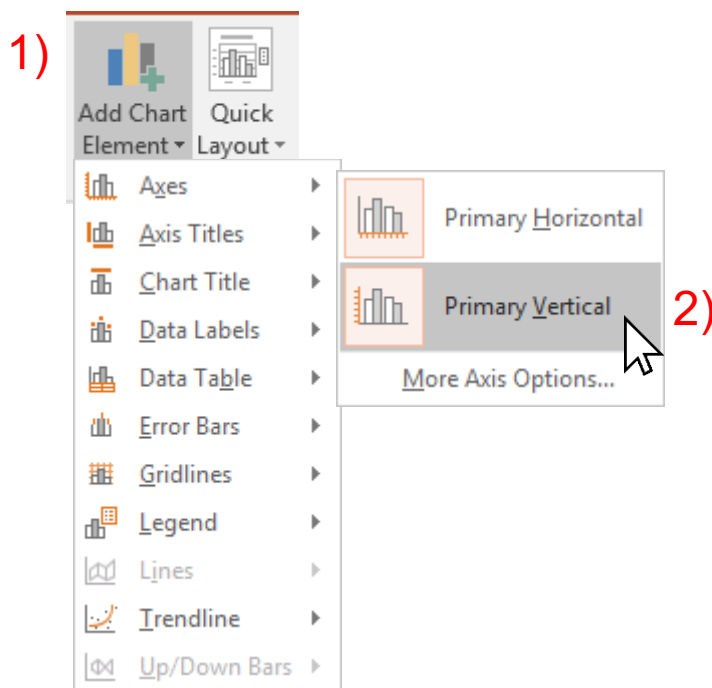 1)
Add Chart
Element
Quick
Layout
Axes
Axis Titles
Chart Title
Data Labels
Data Table
Error Bars
Gridlines
Legend
Lines
Trendline
Up/Down Bars
Primary Horizontal
Primary Vertical
2)
More Axis Options...